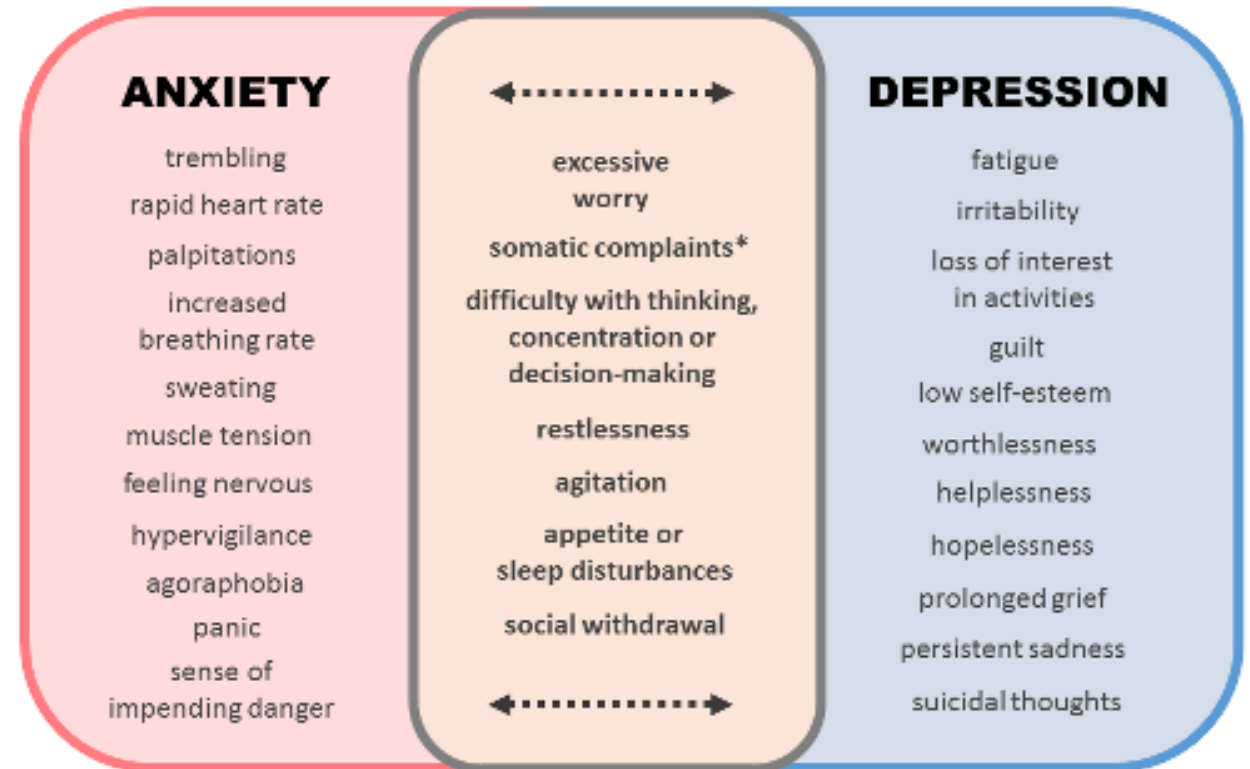 ANXIETY
trembling
rapid heart rate
palpitations
increased
breathing rate
sweating
muscle tension
feeling nervous
hypervigilance
agoraphobia
panic
sense of
impending danger
excessive
worry
somatic complaints*
difficulty with thinking,
concentration or
decision-making
restlessness
agitation
appetite or
sleep disturbances
social withdrawal
DEPRESSION
fatigue
irritability
loss of interest
in activities
guilt
low self-esteem
worthlessness
helplessness
hopelessness
prolonged grief
persistent sadness
suicidal thoughts